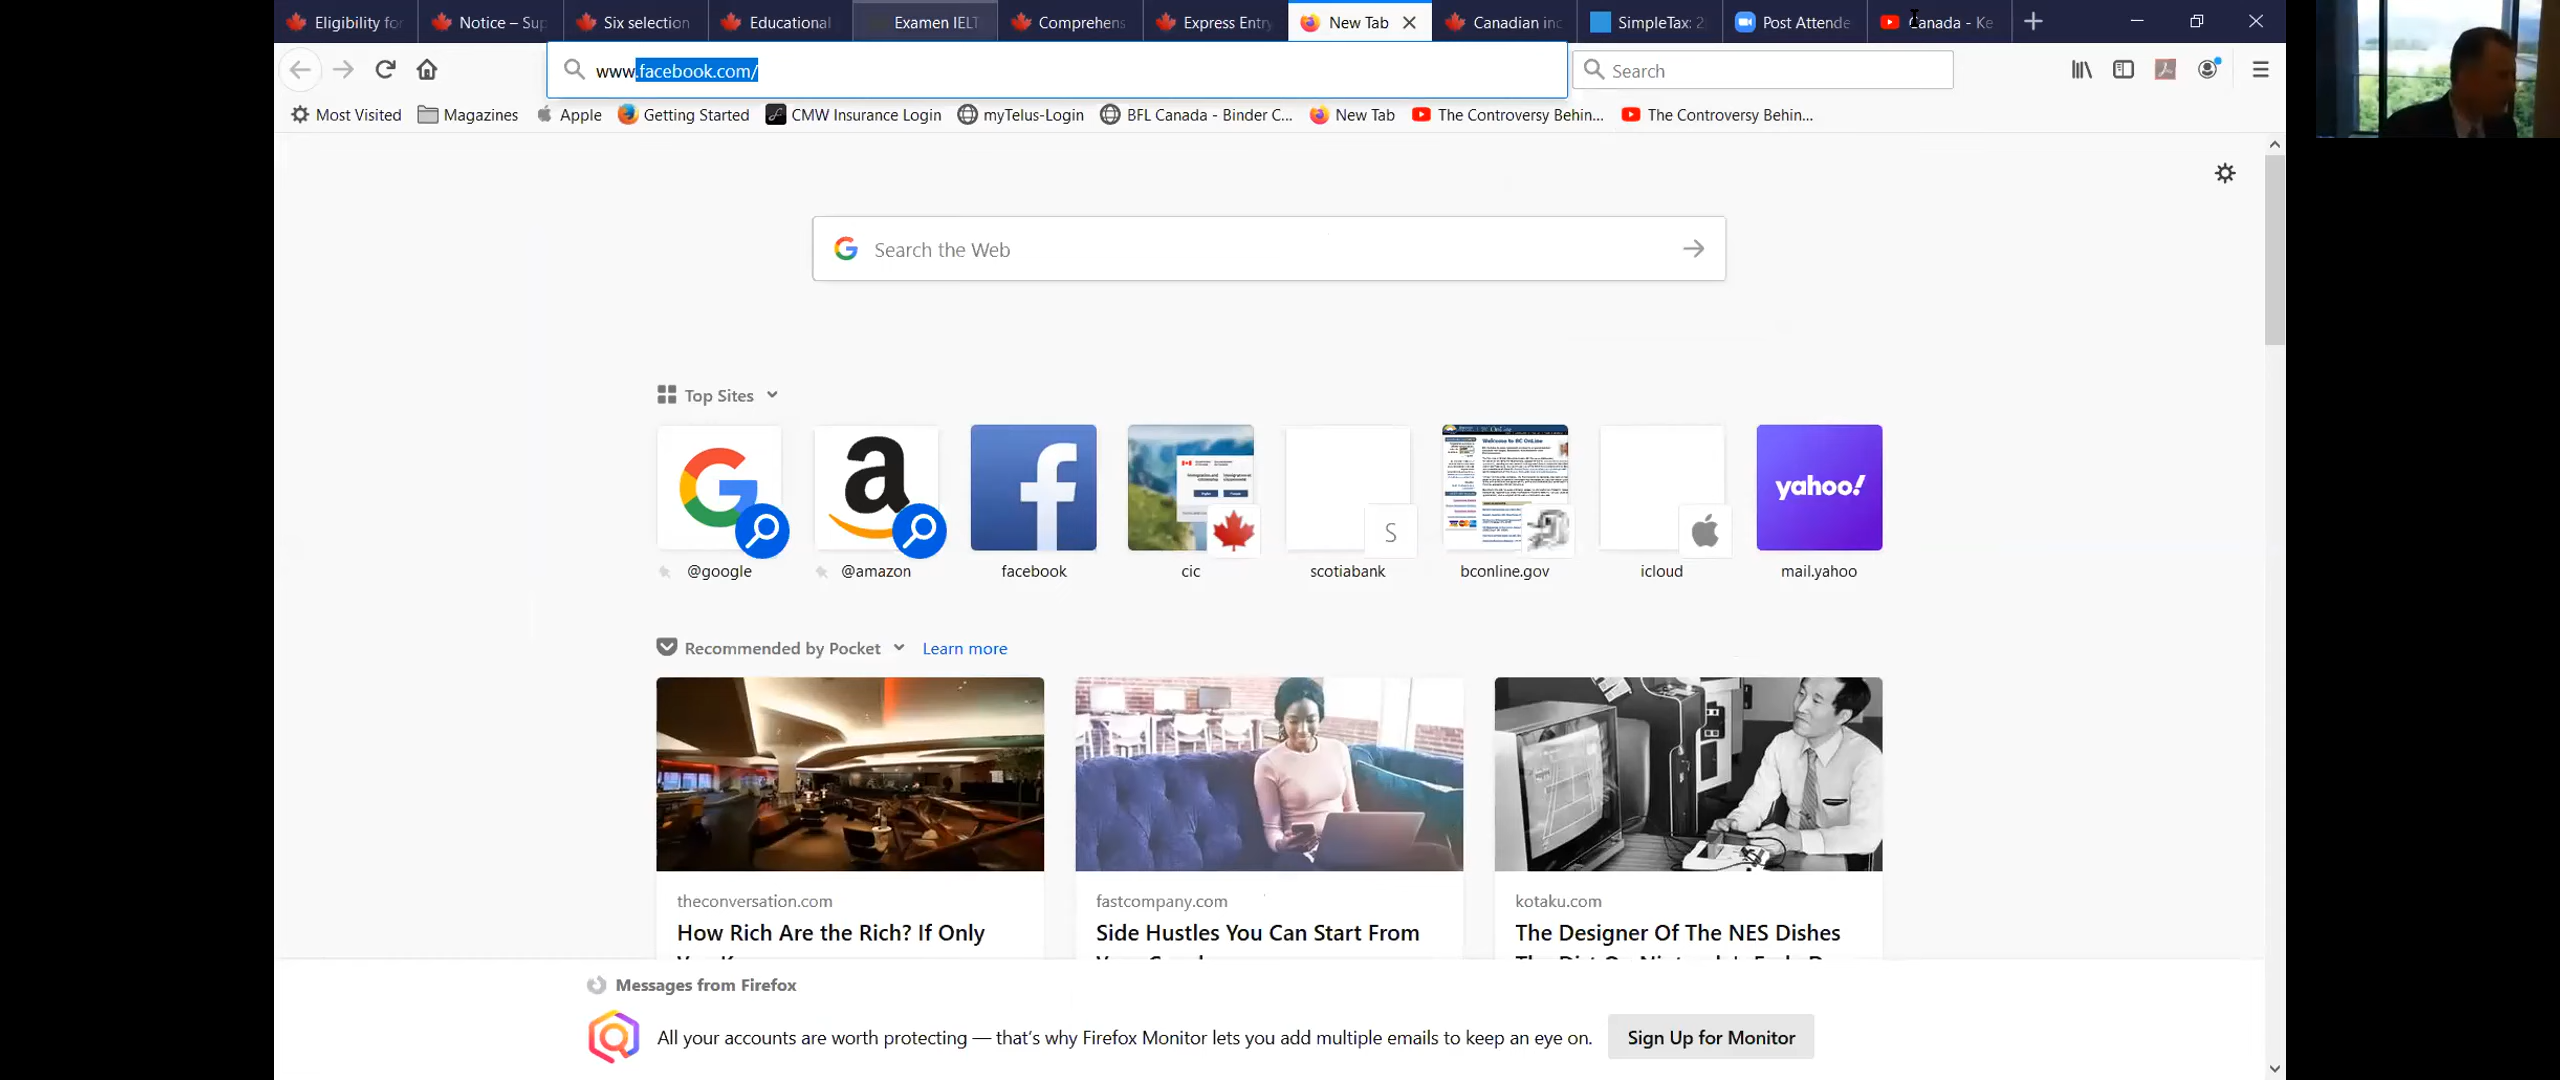 Eligibility for
Notice – Sup
Six selection
Educational
Examen IELT
Comprehens
Express Entry
New Tab
Canadian inc
SimpleTax: 2
Post Attende
Canada - Ke
www.facebook.com/
Search
Most Visited
Magazines
Apple
Getting Started
CMW Insurance Login
myTelus-Login
BFL Canada - Binder C...
New Tab
The Controversy Behin...
The Controversy Behin...
Search the Web
Top Sites
yahoo!
S
@google
@amazon
facebook
cic
scotiabank
bconline.gov
icloud
mail.yahoo
Recommended by Pocket
Learn more
theconversation.com
How Rich Are the Rich? If Only
fastcompany.com
Side Hustles You Can Start From
kotaku.com
The Designer Of The NES Dishes
Messages from Firefox
All your accounts are worth protecting — that's why Firefox Monitor lets you add multiple emails to keep an eye on.
Sign Up for Monitor